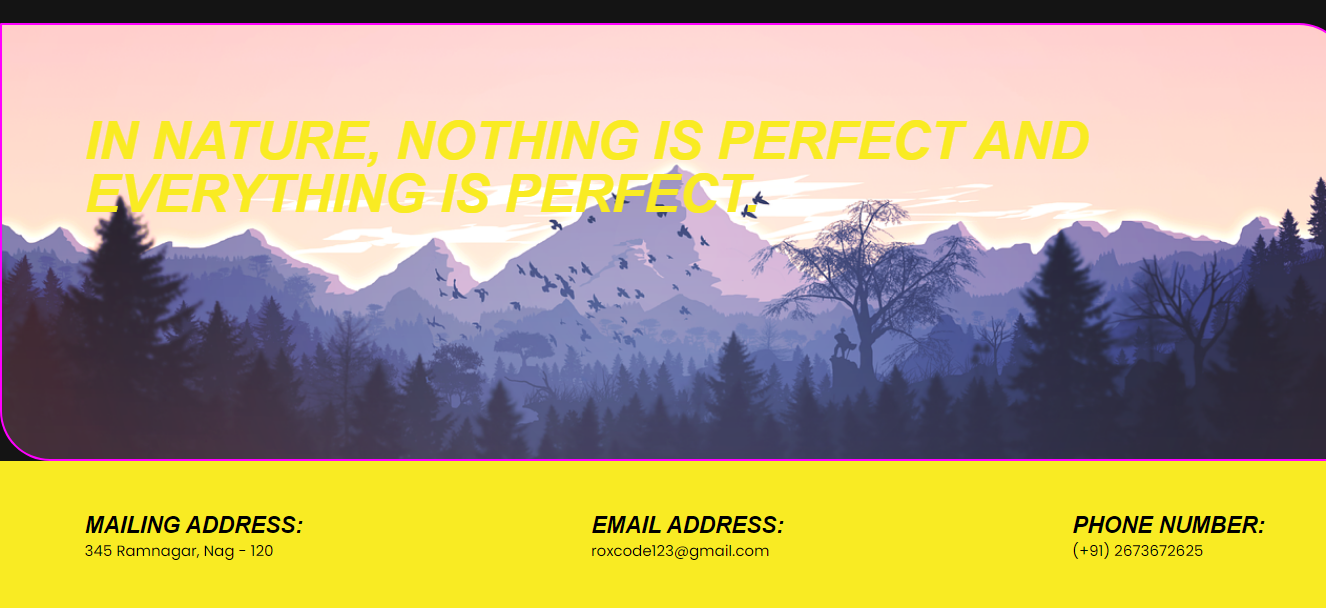 IN NATURE, NOTHING IS PERFECT AND
EVERYTHING IS PERFECT.
MAILING ADDRESS:
345 Ramnagar, Nag - 120
EMAIL ADDRESS:
roxcode123@gmail.com
PHONE NUMBER:
(+91) 2673672625